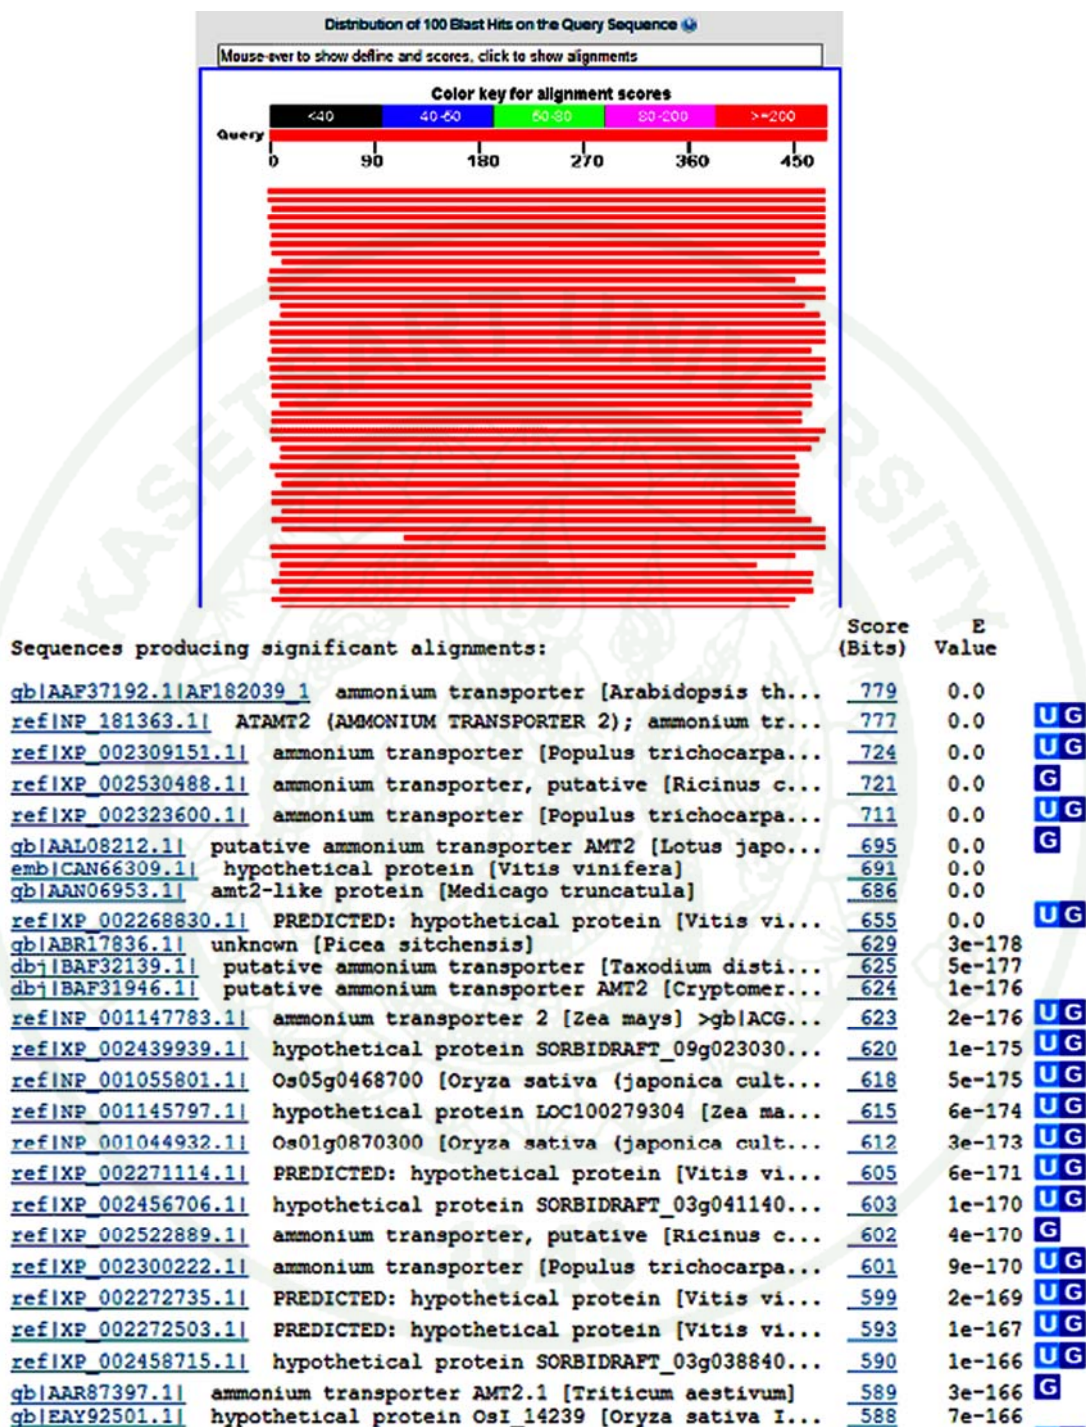 Distribution of 100 Blast Hits on the Query Sequence
Mouse-over to show defline and scores, click to show alignments
Color key for alignment scores
<40 40-50 50-80 80-200 >=200
Query
0 90 180 270 360 450
KASETSART UNIVERSITY
1943
Score E
Sequences producing significant alignments: (Bits) Value
gb|AAF37192.1|AF182039_1 ammonium transporter [Arabidopsis th... 779 0.0
ref|NP_181363.1| ATAMT2 (AMMONIUM TRANSPORTER 2); ammonium tr... 777 0.0 U G
ref|XP_002309151.1| ammonium transporter [Populus trichocarpa... 724 0.0 U G
ref|XP_002530488.1| ammonium transporter, putative [Ricinus c... 721 0.0 G
ref|XP_002323600.1| ammonium transporter [Populus trichocarpa... 711 0.0 U G
gb|AAL08212.1| putative ammonium transporter AMT2 [Lotus japo... 695 0.0 G
emb|CAN66309.1| hypothetical protein [Vitis vinifera] 691 0.0
gb|AAN06953.1| amt2-like protein [Medicago truncatula] 686 0.0
ref|XP_002268830.1| PREDICTED: hypothetical protein [Vitis vi... 655 0.0 U G
gb|ABR17836.1| unknown [Picea sitchensis] 629 3e-178
dbj|BAF32139.1| putative ammonium transporter [Taxodium disti... 625 5e-177
dbj|BAF31946.1| putative ammonium transporter AMT2 [Cryptomer... 624 1e-176
ref|NP_001147783.1| ammonium transporter 2 [Zea mays] >gb|ACG... 623 2e-176 U G
ref|XP_002439939.1| hypothetical protein SORBIDRAFT_09g023030... 620 1e-175 U G
ref|NP_001055801.1| Os05g0468700 [Oryza sativa (japonica cult... 618 5e-175 U G
ref|NP_001145797.1| hypothetical protein LOC100279304 [Zea ma... 615 6e-174 U G
ref|NP_001044932.1| Os01g0870300 [Oryza sativa (japonica cult... 612 3e-173 U G
ref|XP_002271114.1| PREDICTED: hypothetical protein [Vitis vi... 605 6e-171 U G
ref|XP_002456706.1| hypothetical protein SORBIDRAFT_03g041140... 603 1e-170 U G
ref|XP_002522889.1| ammonium transporter, putative [Ricinus c... 602 4e-170 G
ref|XP_002300222.1| ammonium transporter [Populus trichocarpa... 601 9e-170 U G
ref|XP_002272735.1| PREDICTED: hypothetical protein [Vitis vi... 599 2e-169 U G
ref|XP_002272503.1| PREDICTED: hypothetical protein [Vitis vi... 593 1e-167 U G
ref|XP_002458715.1| hypothetical protein SORBIDRAFT_03g038840... 590 1e-166 U G
gb|AAR87397.1| ammonium transporter AMT2.1 [Triticum aestivum] 589 3e-166 G
gb|EAY92501.1| hypothetical protein OsI_14239 [Oryza sativa I... 588 7e-166